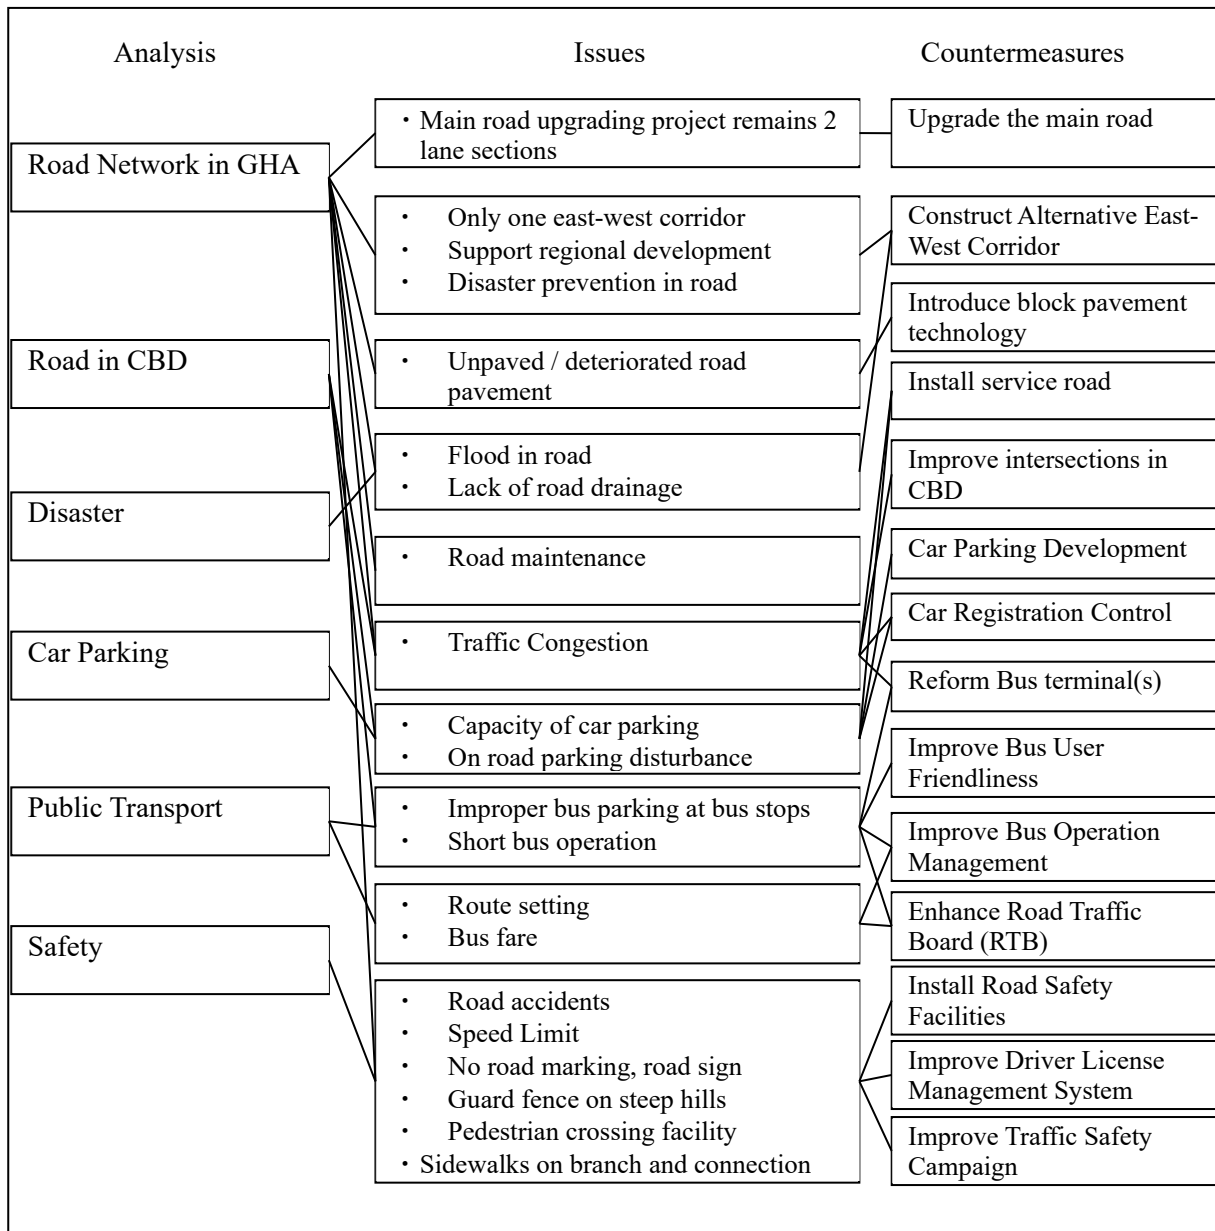 Analysis
Issues
Countermeasures
Road Network in GHA
Road in CBD
Disaster
Car Parking
Public Transport
Safety
・Main road upgrading project remains 2
lane sections
・ Only one east-west corridor
・ Support regional development
・ Disaster prevention in road
・ Unpaved / deteriorated road
pavement
・ Flood in road
・ Lack of road drainage
・ Road maintenance
・ Traffic Congestion
・ Capacity of car parking
・ On road parking disturbance
・ Improper bus parking at bus stops
・ Short bus operation
・ Route setting
・ Bus fare
・ Road accidents
・ Speed Limit
・ No road marking, road sign
・ Guard fence on steep hills
・ Pedestrian crossing facility
・Sidewalks on branch and connection
Upgrade the main road
Construct Alternative East-
West Corridor
Introduce block pavement
technology
Install service road
Improve intersections in
CBD
Car Parking Development
Car Registration Control
Reform Bus terminal(s)
Improve Bus User
Friendliness
Improve Bus Operation
Management
Enhance Road Traffic
Board (RTB)
Install Road Safety
Facilities
Improve Driver License
Management System
Improve Traffic Safety
Campaign